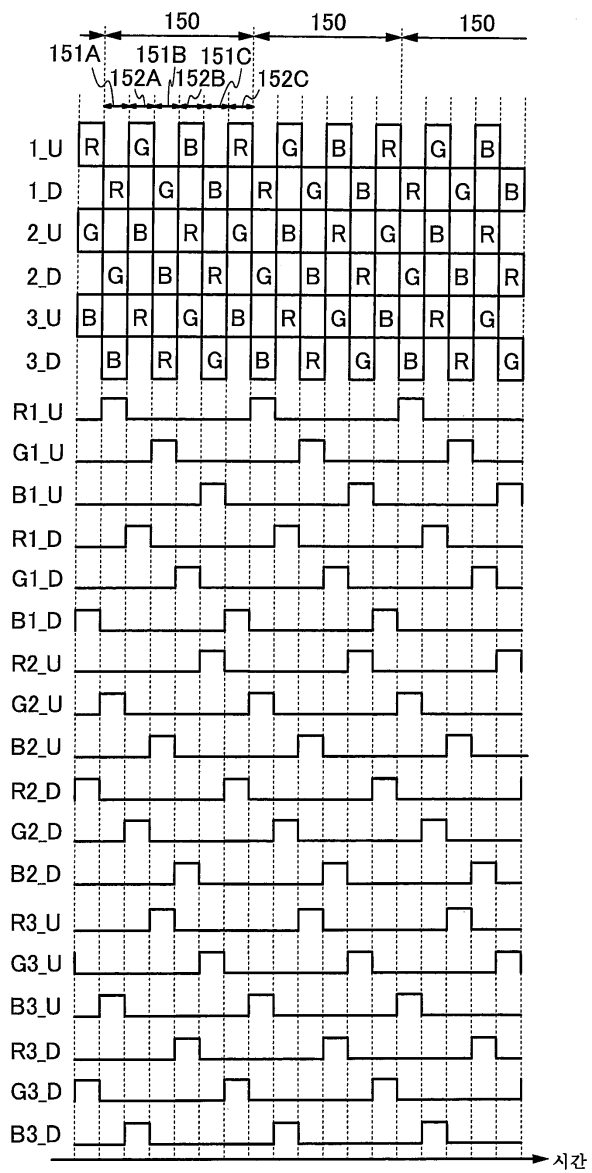 150 150 150
151A 151B 151C
152A 152B 152C
1_U R G B R G B R G B
1_D R G B R G B R G B
2_U G B R G B R G B R
2_D G B R G B R G B R
3_U B R G B R G B R G
3_D B R G B R G B R G
R1_U
G1_U
B1_U
R1_D
G1_D
B1_D
R2_U
G2_U
B2_U
R2_D
G2_D
B2_D
R3_U
G3_U
B3_U
R3_D
G3_D
B3_D
시간